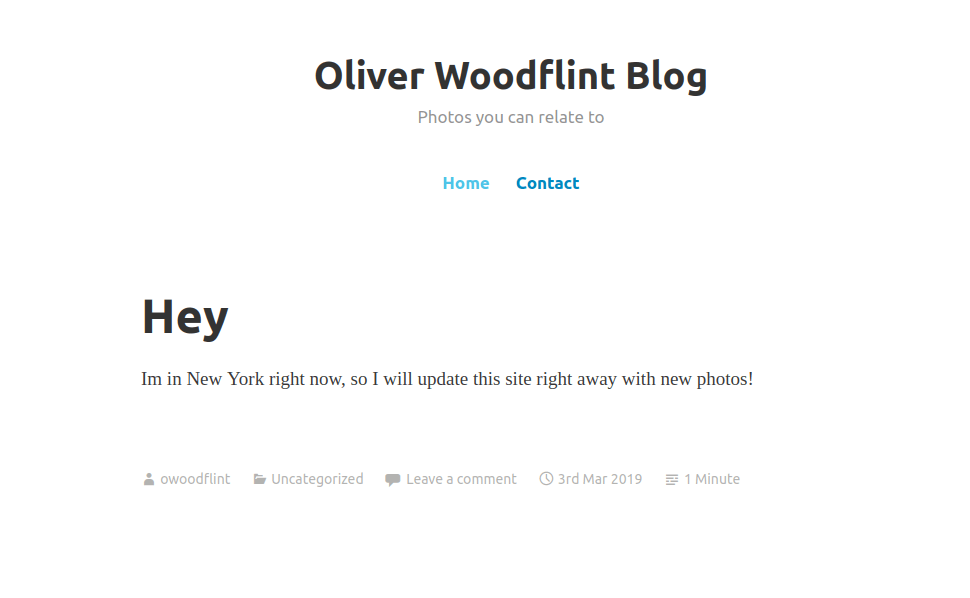 Oliver Woodflint Blog
Photos you can relate to
Home Contact
Hey
Im in New York right now, so I will update this site right away with new photos!
owoodflint Uncategorized Leave a comment 3rd Mar 2019 1 Minute